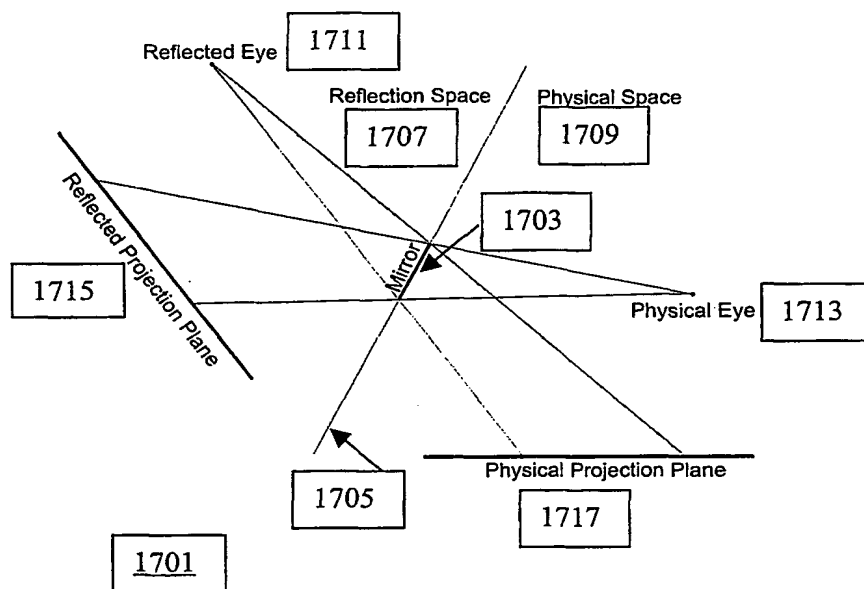 Reflected Eye
1711
Reflection Space
1707
Physical Space
1709
1703
Mirror
Reflected Projection Plane
1715
Physical Eye
1713
1705
Physical Projection Plane
1717
1701